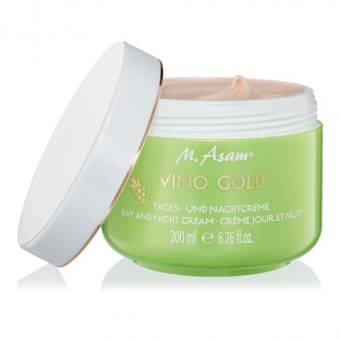 M. Asam®
VINO GOLD®
TAGES- UND NACHTCREME
DAY AND NIGHT CREAM · CRÈME JOUR ET NUIT
200 ml ℮ 6.76 fl.oz.